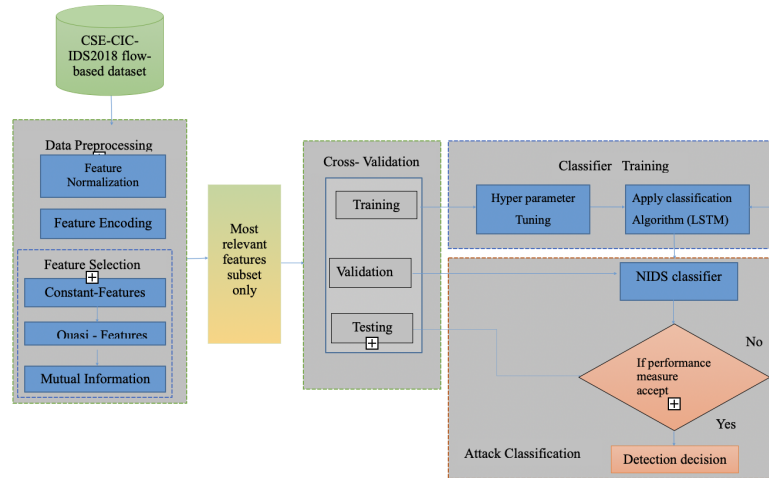 CSE-CIC-
IDS2018 flow-
based dataset
Data Preprocessing
Feature
Normalization
Feature Encoding
Feature Selection
Constant-Features
Quasi - Features
Mutual Information
Most
relevant
features
subset
only
Cross- Validation
Training
Validation
Testing
Classifier Training
Hyper parameter
Tuning
Apply classification
Algorithm (LSTM)
NIDS classifier
If performance
measure
accept
No
Yes
Detection decision
Attack Classification